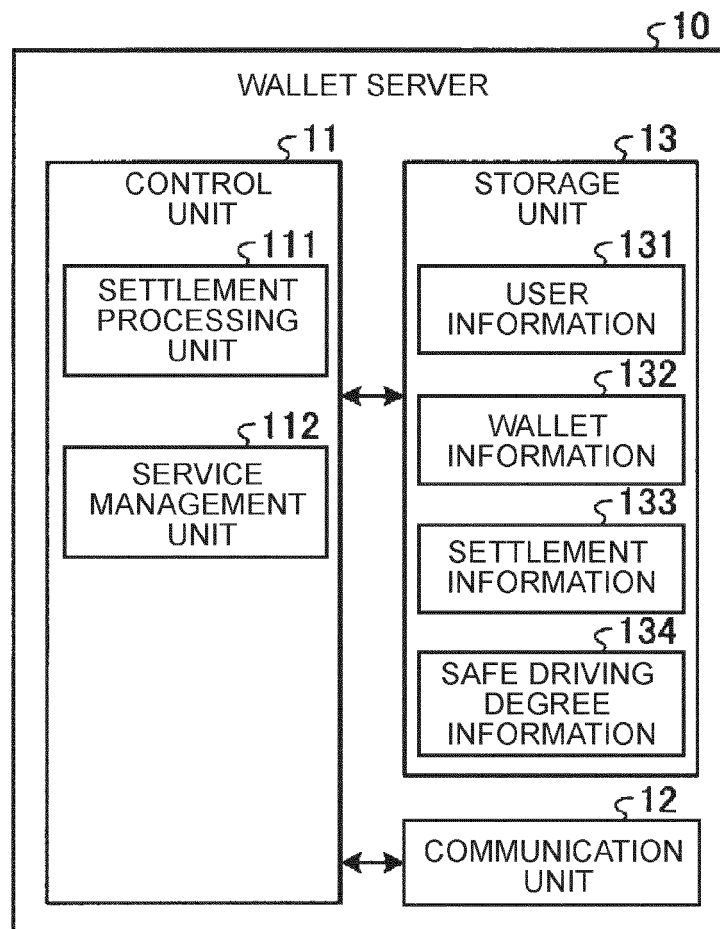 10
WALLET SERVER
11
CONTROL
UNIT
111
SETTLEMENT
PROCESSING
UNIT
112
SERVICE
MANAGEMENT
UNIT
13
STORAGE
UNIT
131
USER
INFORMATION
132
WALLET
INFORMATION
133
SETTLEMENT
INFORMATION
134
SAFE DRIVING
DEGREE
INFORMATION
12
COMMUNICATION
UNIT